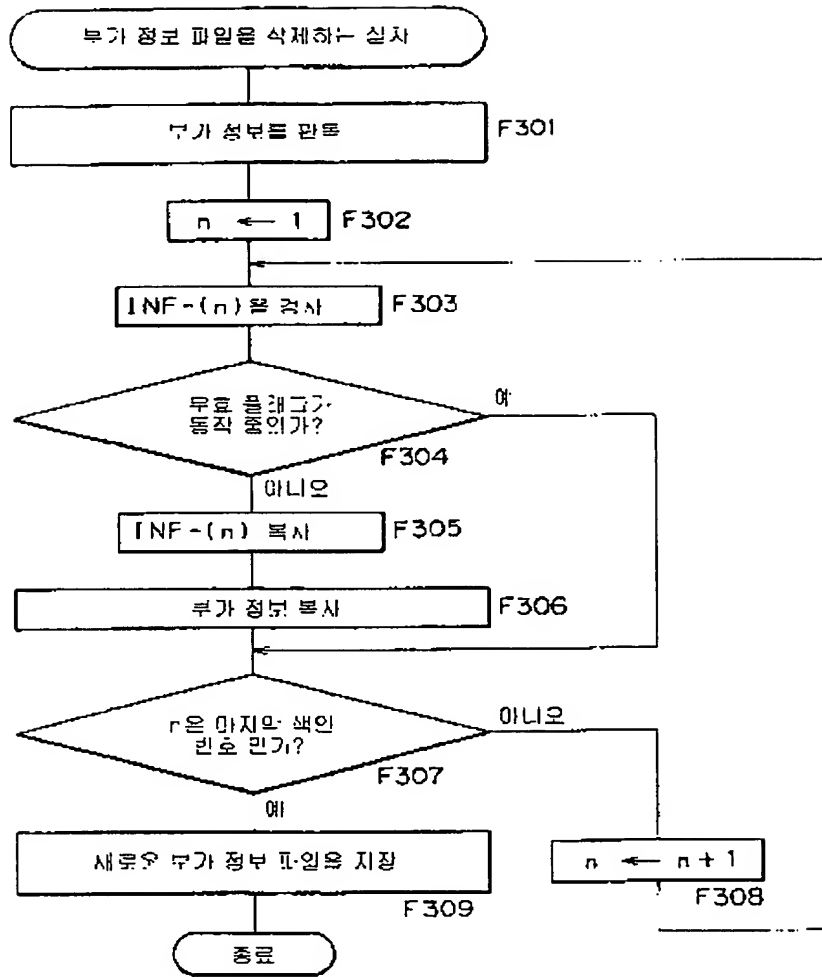 부가 정보 파일을 삭제하는
부가 정보를 판독
F301
n ← 1
F302
INF-(n)을 검사
F303
무효 플래그가
동작 중인가?
예
F304
아니오
INF-(n) 복사
F305
부가 정보 복사
F306
n은 마지막 색인
번호 인가?
아니오
F307
예
새로운 부가 정보 파일을 저장
n ← n + 1
F309
F308
종료